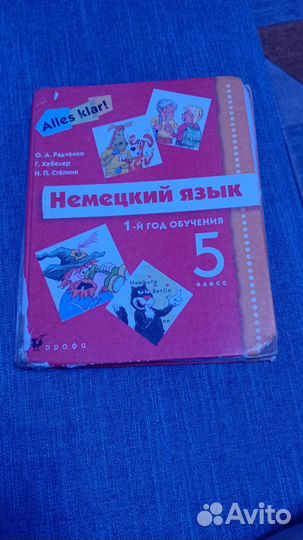 Alles klar!
О. А. Радченко
Г. Хебелер
Н. П. Стёпкин
Немецкий язык
1-й год обучения
5
класс
Hamburg
Berlin
дрофа
Avito